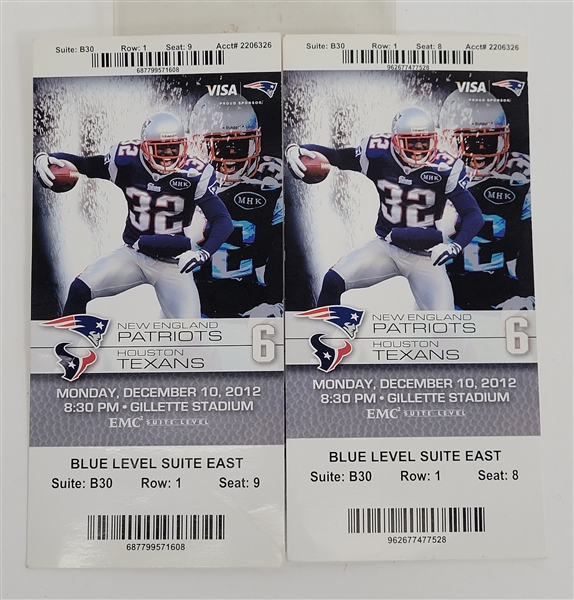 Suite: B30 Row: 1 Seat: 9 Acct# 2206326
687799571608
VISA
PROUD SPONSOR
32
MHK
MHK
NEW ENGLAND
PATRIOTS
HOUSTON
TEXANS
6
MONDAY, DECEMBER 10, 2012
8:30 PM • GILLETTE STADIUM
EMC² SUITE LEVEL
BLUE LEVEL SUITE EAST
Suite: B30 Row: 1 Seat: 9
687799571608
Suite: B30 Row: 1 Seat: 8 Acct# 2206326
962677477528
VISA
PROUD SPONSOR
32
MHK
MHK
NEW ENGLAND
PATRIOTS
HOUSTON
TEXANS
6
MONDAY, DECEMBER 10, 2012
8:30 PM • GILLETTE STADIUM
EMC² SUITE LEVEL
BLUE LEVEL SUITE EAST
Suite: B30 Row: 1 Seat: 8
962677477528